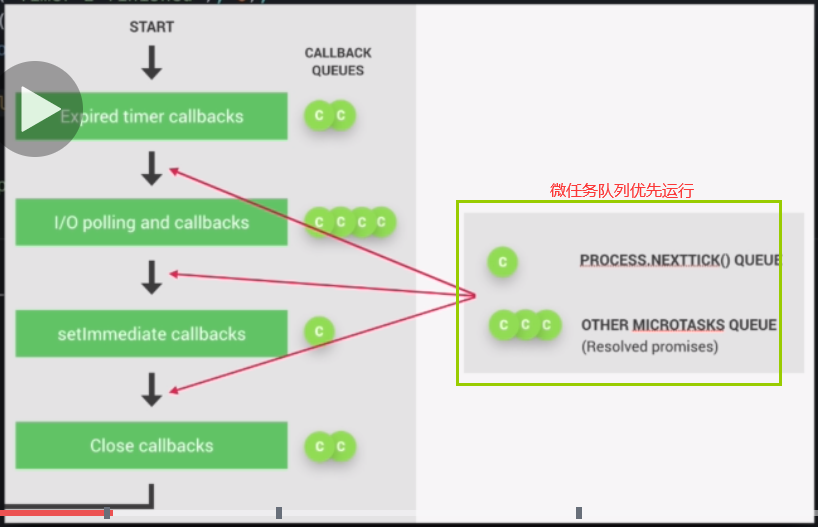 START
CALLBACK
QUEUES
Expired timer callbacks
C C
I/O polling and callbacks
C C C C
setImmediate callbacks
C
Close callbacks
C C
微任务队列优先运行
C
PROCESS.NEXTTICK() QUEUE
C C C
OTHER MICROTASKS QUEUE
(Resolved promises)